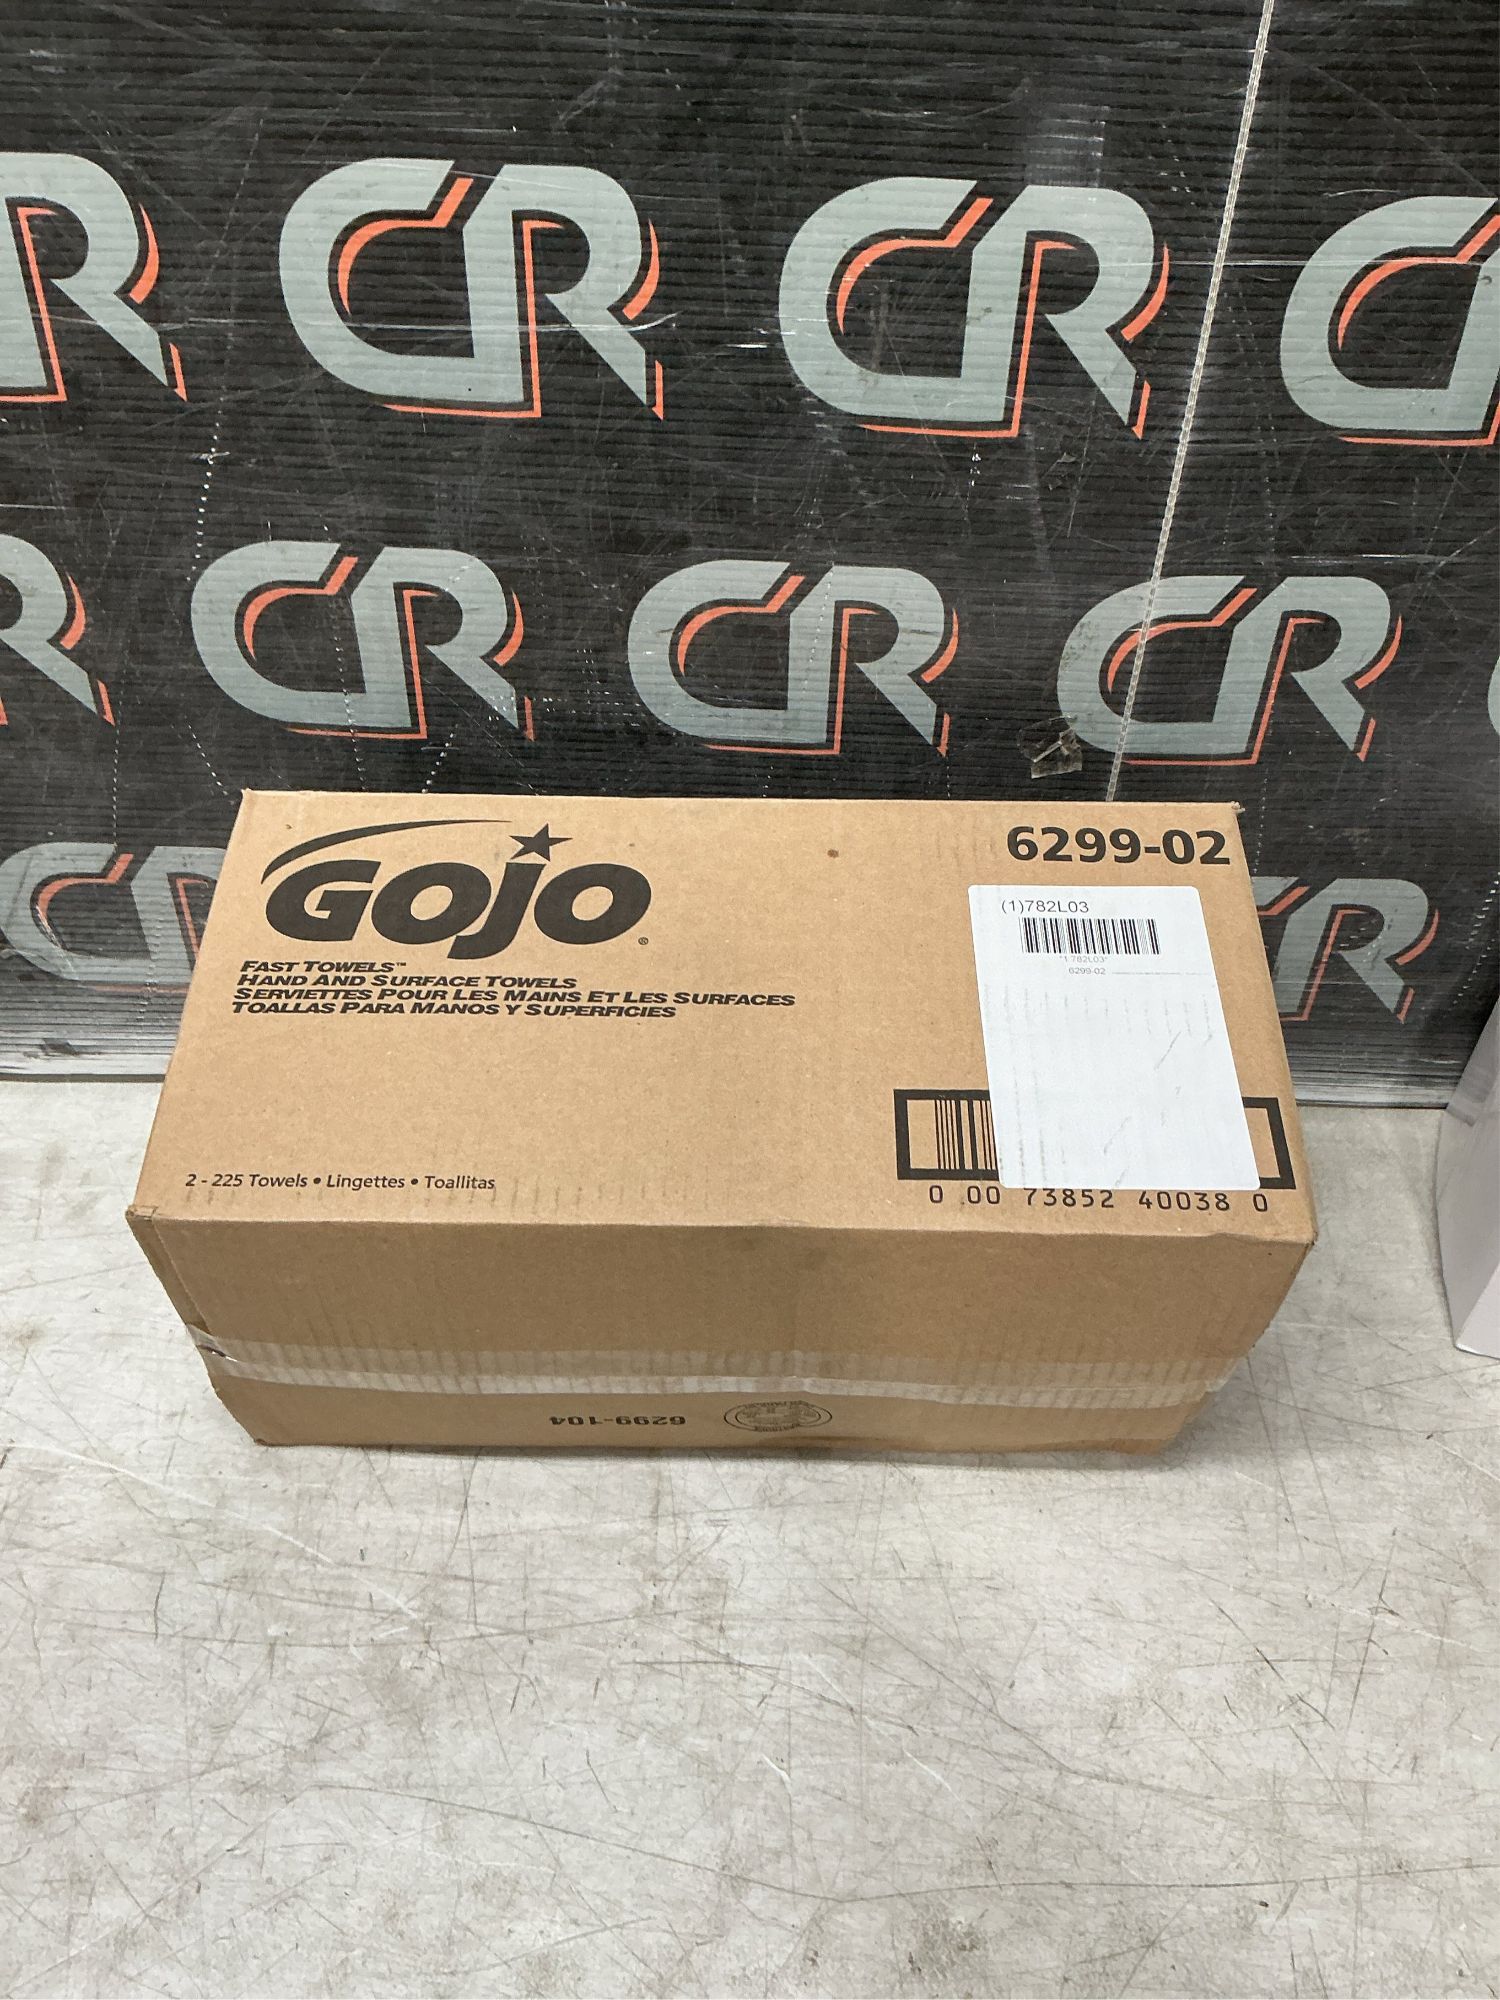 CR CR CR CR
CR CR CR CR
CR CR
GOJO®
6299-02
(1)782L03
*1 782L03*
6299-02
FAST TOWELS™
HAND AND SURFACE TOWELS
SERVIETTES POUR LES MAINS ET LES SURFACES
TOALLAS PARA MANOS Y SUPERFICIES
2 - 225 Towels • Lingettes • Toallitas
0 00 73852 40038 0
6299-104